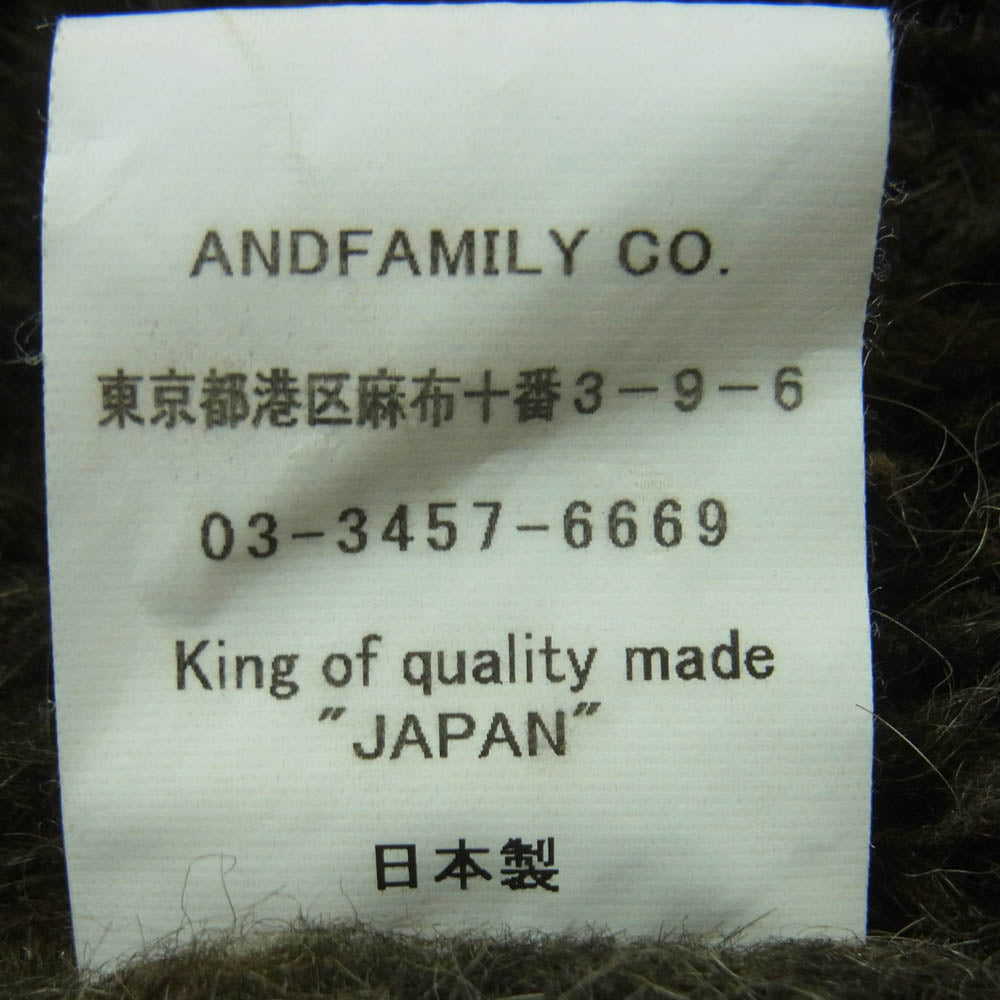 ANDFAMILY CO.
東京都港区麻布十番3-9-6
03-3457-6669
King of quality made
"JAPAN"
日本製